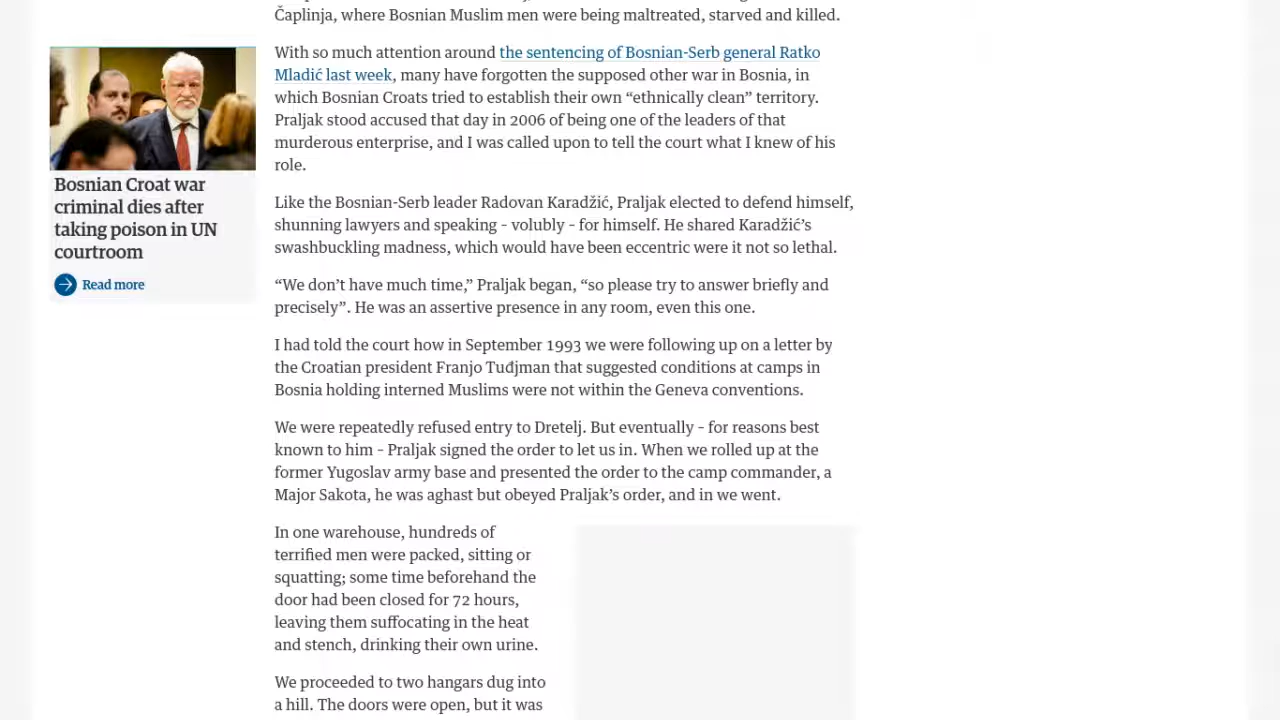 Čaplinja, where Bosnian Muslim men were being maltreated, starved and killed.
With so much attention around the sentencing of Bosnian-Serb general Ratko
Mladić last week, many have forgotten the supposed other war in Bosnia, in
which Bosnian Croats tried to establish their own “ethnically clean” territory.
Praljak stood accused that day in 2006 of being one of the leaders of that
murderous enterprise, and I was called upon to tell the court what I knew of his
role.
Bosnian Croat war
criminal dies after
taking poison in UN
courtroom
Read more
Like the Bosnian-Serb leader Radovan Karadžić, Praljak elected to defend himself,
shunning lawyers and speaking – volubly – for himself. He shared Karadžić’s
swashbuckling madness, which would have been eccentric were it not so lethal.
“We don’t have much time,” Praljak began, “so please try to answer briefly and
precisely”. He was an assertive presence in any room, even this one.
I had told the court how in September 1993 we were following up on a letter by
the Croatian president Franjo Tuđjman that suggested conditions at camps in
Bosnia holding interned Muslims were not within the Geneva conventions.
We were repeatedly refused entry to Dretelj. But eventually – for reasons best
known to him – Praljak signed the order to let us in. When we rolled up at the
former Yugoslav army base and presented the order to the camp commander, a
Major Sakota, he was aghast but obeyed Praljak’s order, and in we went.
In one warehouse, hundreds of
terrified men were packed, sitting or
squatting; some time beforehand the
door had been closed for 72 hours,
leaving them suffocating in the heat
and stench, drinking their own urine.
We proceeded to two hangars dug into
a hill. The doors were open, but it was